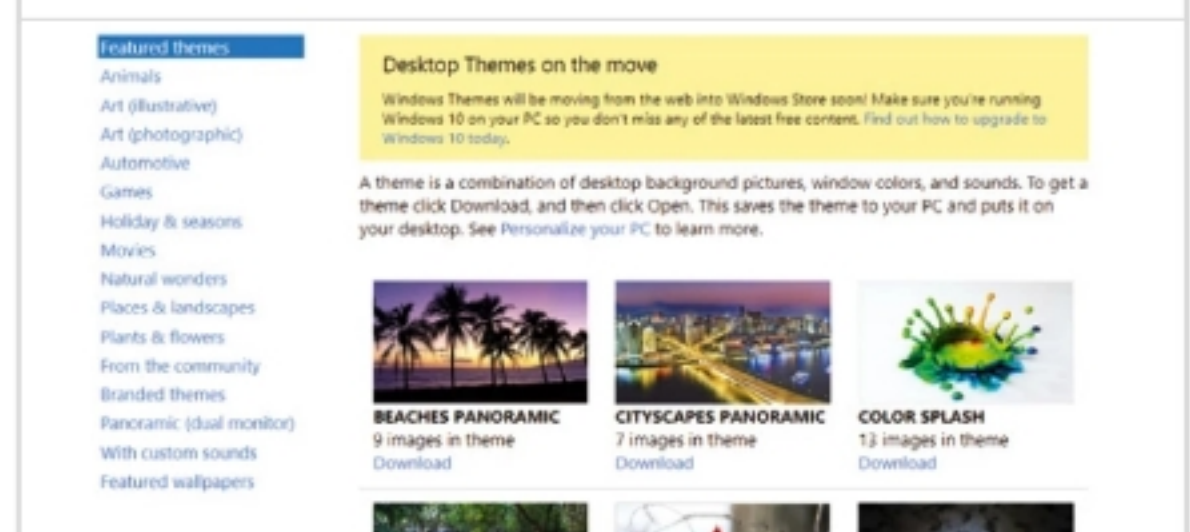 Featured themes
Animals
Art (illustrative)
Art (photographic)
Automotive
Games
Holiday & seasons
Movies
Natural wonders
Places & landscapes
Plants & flowers
From the community
Branded themes
Panoramic (dual monitor)
With custom sounds
Featured wallpapers
Desktop Themes on the move
Windows Themes will be moving from the web into Windows Store soon! Make sure you're running
Windows 10 on your PC so you don't miss any of the latest free content. Find out how to upgrade to
Windows 10 today.
A theme is a combination of desktop background pictures, window colors, and sounds. To get a
theme click Download, and then click Open. This saves the theme to your PC and puts it on
your desktop. See Personalize your PC to learn more.
BEACHES PANORAMIC
9 images in theme
Download
CITYSCAPES PANORAMIC
7 images in theme
Download
COLOR SPLASH
13 images in theme
Download